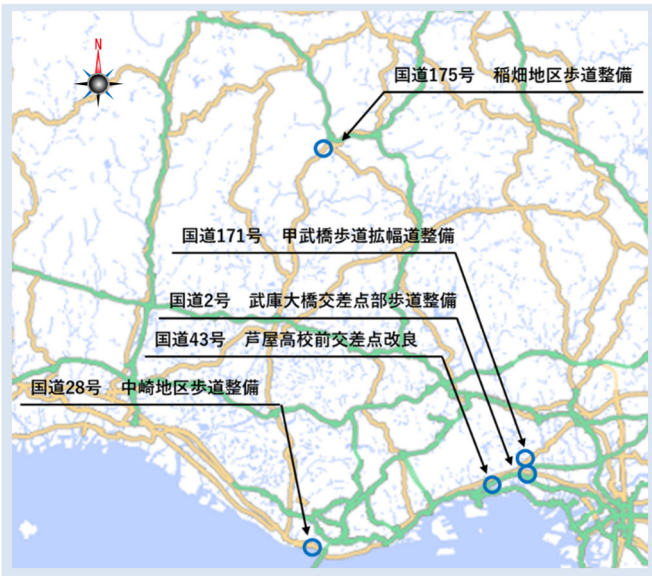 N
国道175号 稲畑地区歩道整備
国道171号 甲武橋歩道拡幅道整備
国道2号 武庫大橋交差点部歩道整備
国道43号 芦屋高校前交差点改良
国道28号 中崎地区歩道整備